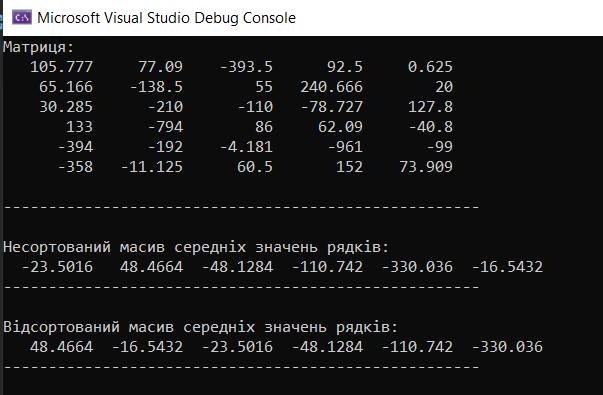 Microsoft Visual Studio Debug Console
Матриця:
105.777 77.09 -393.5 92.5 0.625
65.166 -138.5 55 240.666 20
30.285 -210 -110 -78.727 127.8
133 -794 86 62.09 -40.8
-394 -192 -4.181 -961 -99
-358 -11.125 60.5 152 73.909
-----------------------------------------------------
Несортований масив середніх значень рядків:
-23.5016 48.4664 -48.1284 -110.742 -330.036 -16.5432
-----------------------------------------------------
Відсортований масив середніх значень рядків:
48.4664 -16.5432 -23.5016 -48.1284 -110.742 -330.036
-----------------------------------------------------